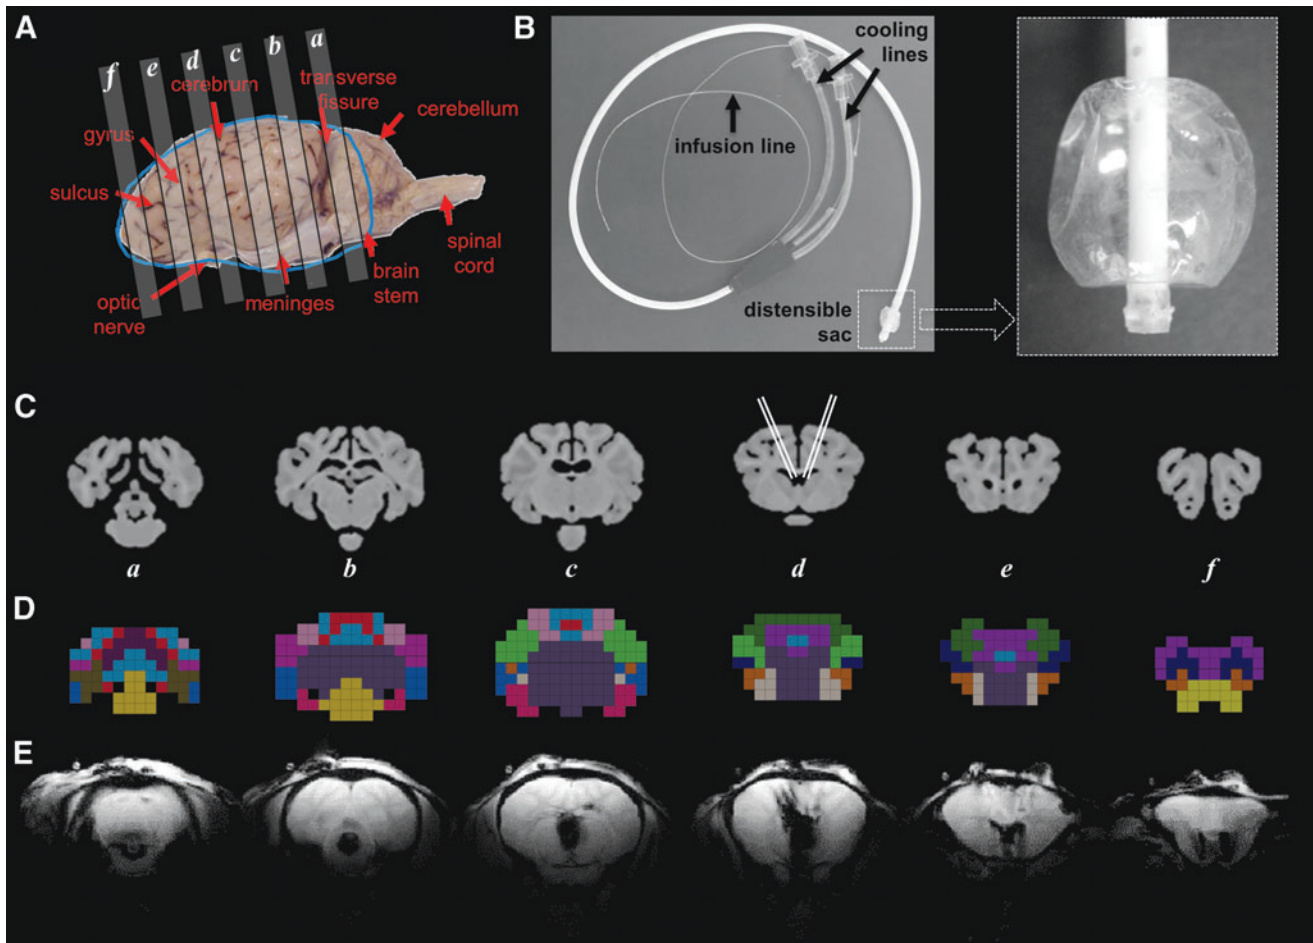 A
f
e
d
c
b
a
cerebrum
transverse
fissure
cerebellum
gyrus
sulcus
optic
nerve
meninges
brain
stem
spinal
cord
B
cooling
lines
infusion line
distensible
sac
C
a
b
c
d
e
f
D
E